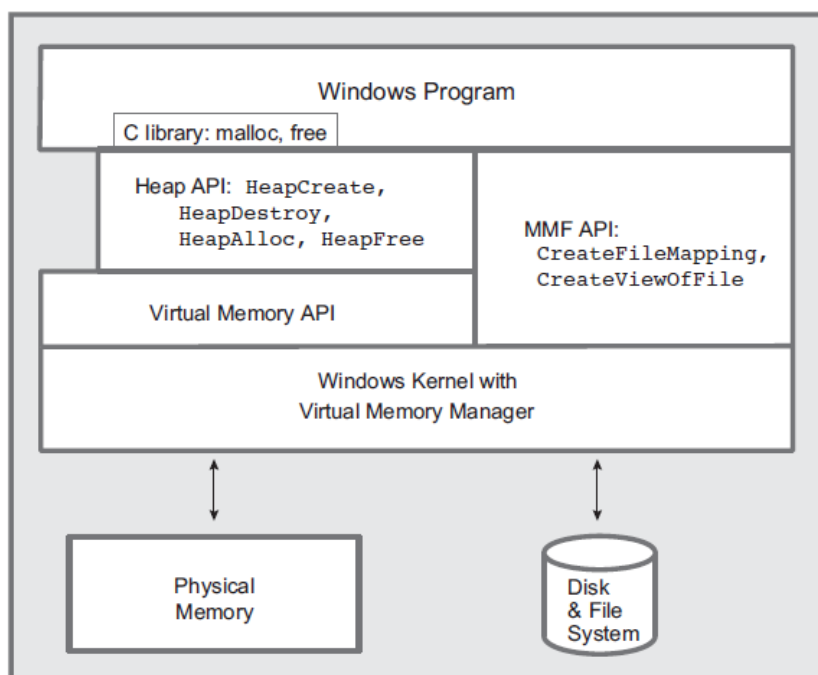 Windows Program
C library: malloc, free
Heap API: HeapCreate,
HeapDestroy,
HeapAlloc, HeapFree
MMF API:
CreateFileMapping,
CreateViewOfFile
Virtual Memory API
Windows Kernel with
Virtual Memory Manager
Physical
Memory
Disk
& File
System